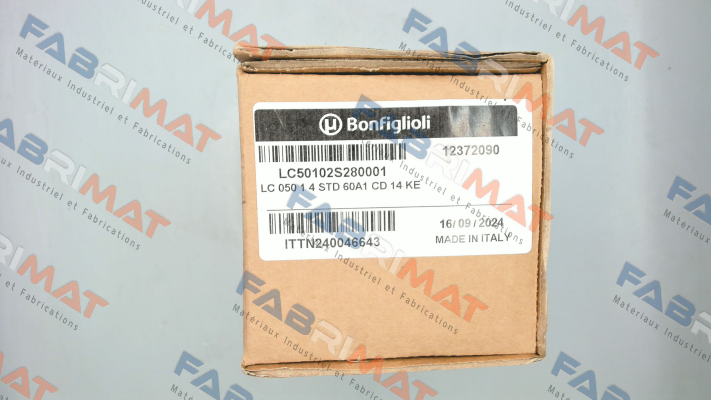 Bonfiglioli
12372090
LC50102S280001
LC 050 1 4 STD 60A1 CD 14 KE
16/09/2024
ITTN240046643
MADE IN ITALY
FABRIMAT
Matériaux Industriel et Fabrications